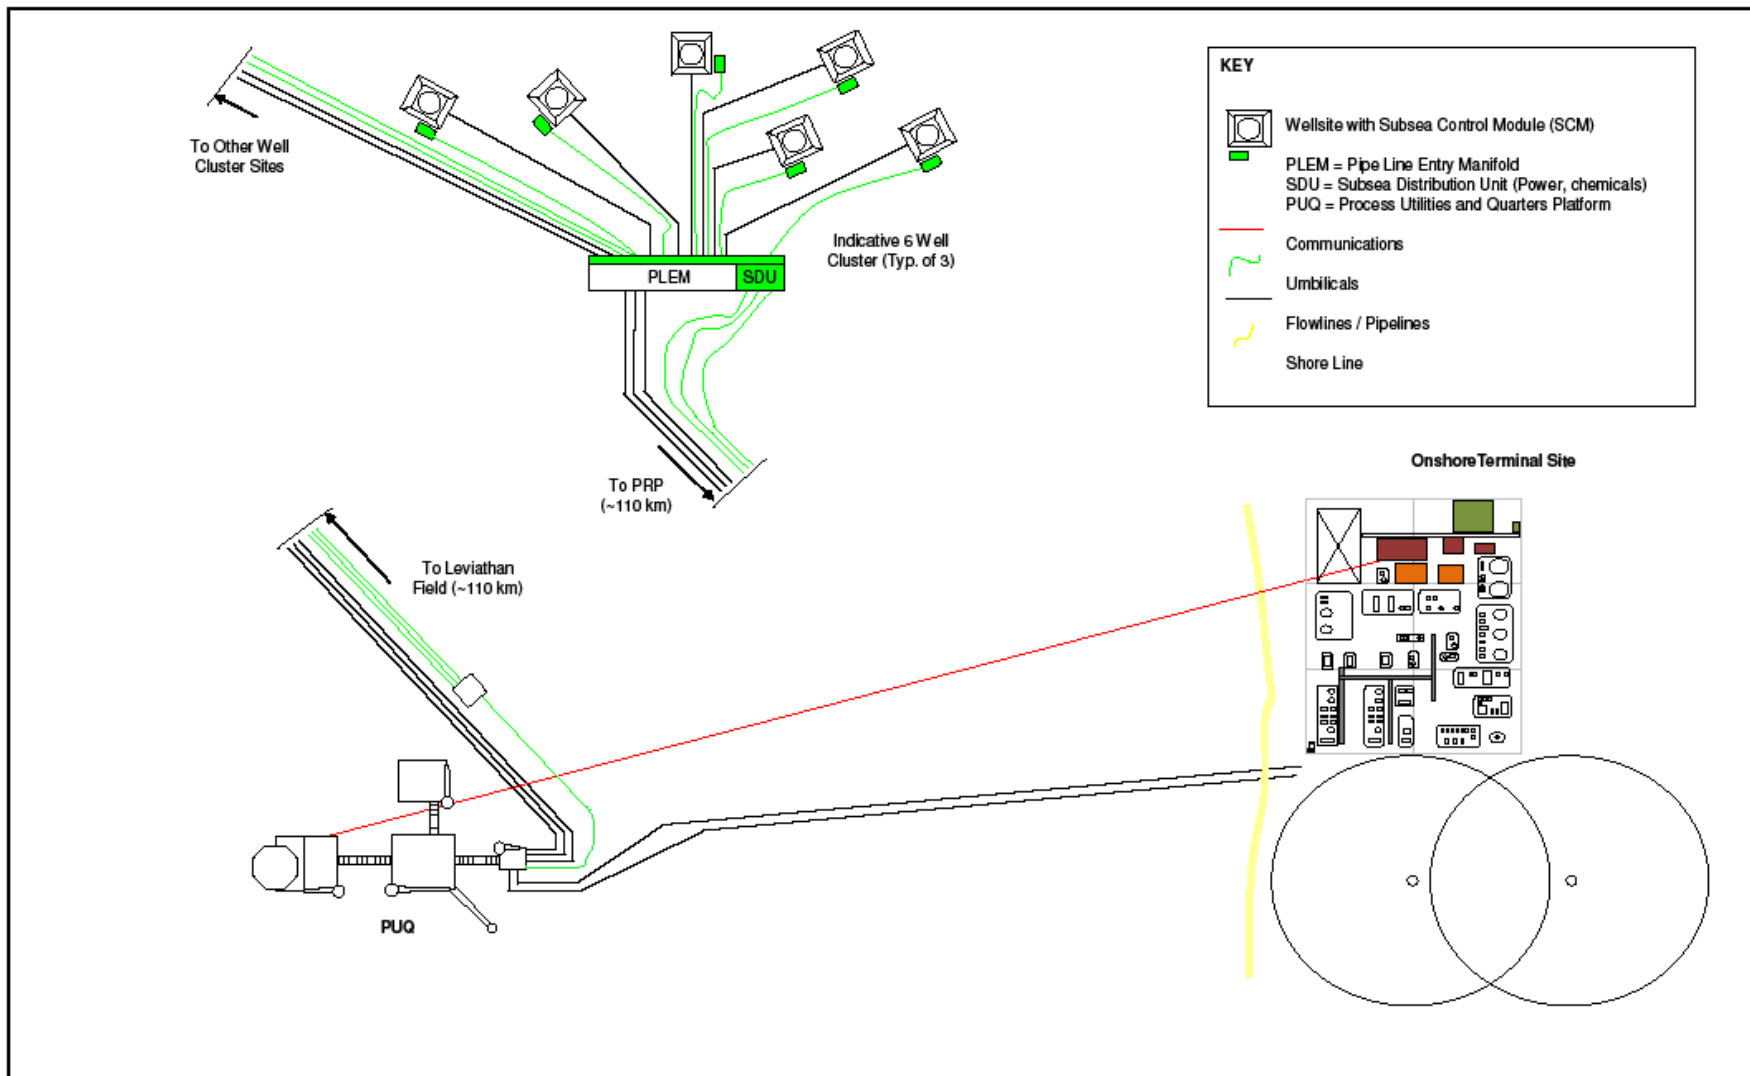 To Other Well
Cluster Sites
Indicative 6 Well
Cluster (Typ. of 3)
PLEM
SDU
To PRP
(~110 km)
KEY
Wellsite with Subsea Control Module (SCM)
PLEM = Pipe Line Entry Manifold
SDU = Subsea Distribution Unit (Power, chemicals)
PUQ = Process Utilities and Quarters Platform
Communications
Umbilicals
Flowlines / Pipelines
Shore Line
OnshoreTerminal Site
To Leviathan
Field (~110 km)
PUQ